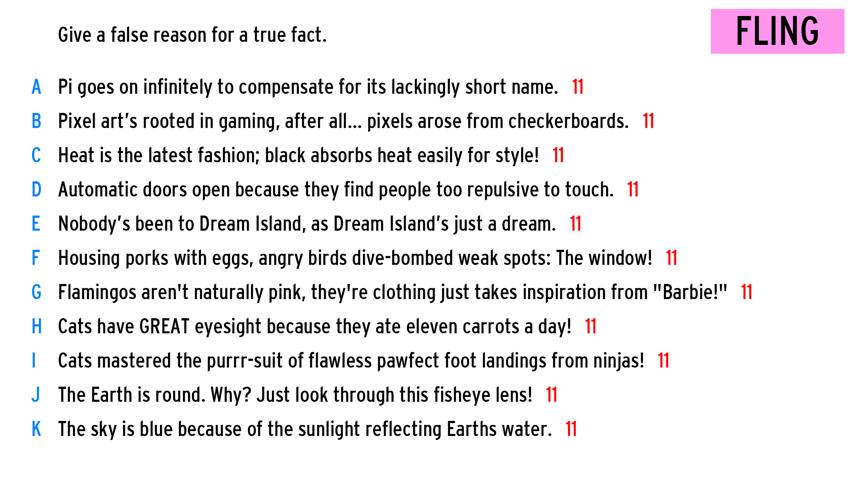 Give a false reason for a true fact.
FLING
A Pi goes on infinitely to compensate for its lackingly short name. 11
B Pixel art's rooted in gaming, after all... pixels arose from checkerboards. 11
C Heat is the latest fashion; black absorbs heat easily for style! 11
D Automatic doors open because they find people too repulsive to touch. 11
E Nobody's been to Dream Island, as Dream Island's just a dream. 11
F Housing porks with eggs, angry birds dive-bombed weak spots: The window! 11
G Flamingos aren't naturally pink, they're clothing just takes inspiration from "Barbie!" 11
H Cats have GREAT eyesight because they ate eleven carrots a day! 11
I Cats mastered the purrr-suit of flawless pawfect foot landings from ninjas! 11
J The Earth is round. Why? Just look through this fisheye lens! 11
K The sky is blue because of the sunlight reflecting Earths water. 11